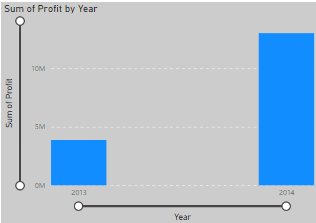 Sum of Profit by Year
10M
Sum of Profit
5M
0M
2013 2014
Year